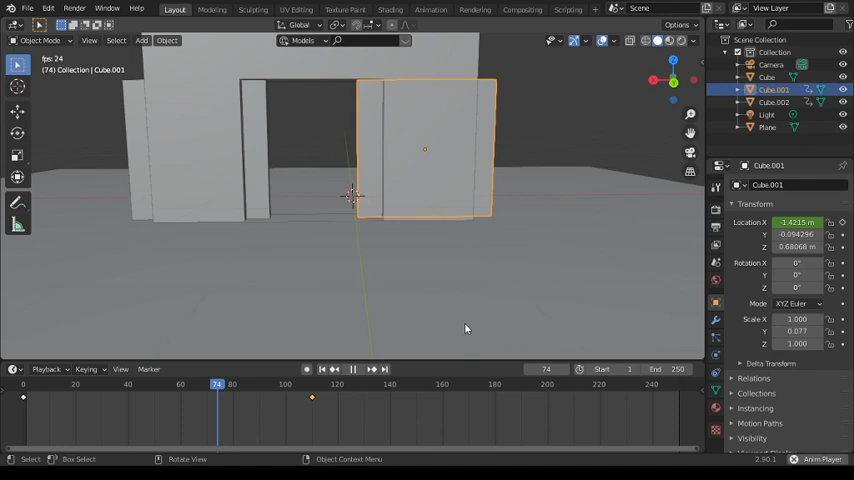 File Edit Render Window Help Layout Modeling Sculpting UV Editing Texture Paint Shading Animation Rendering Compositing Scripting + Scene View Layer
Global Options
Object Mode View Select Add Object Models
fps: 24
(74) Collection | Cube.001
Scene Collection
Collection
Camera
Cube
Cube.001
Cube.002
Light
Plane
Cube.001
Cube.001
Transform
Location X -1.4215 m
Y -0.094296
Z 0.68068 m
Rotation X 0°
Y 0°
Z 0°
Mode XYZ Euler
Scale X 1.000
Y 0.077
Z 1.000
Delta Transform
Relations
Collections
Instancing
Motion Paths
Visibility
Playback Keying View Marker 74 Start 1 End 250
0 20 40 60 74 80 100 120 140 160 180 200 220 240
Select Box Select Rotate View Object Context Menu 2.90.1 Anim Player